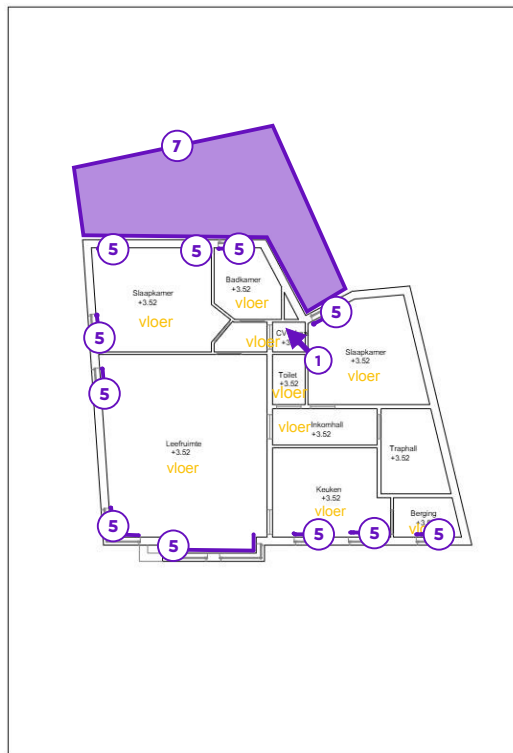 7
5
5
5
Badkamer
+3.52
vloer
Slaapkamer
+3.52
vloer
5
5
vloer
1
Slaapkamer
+3.52
vloer
5
5
Toilet
+3.52
vloer
vloer
Inkomhall
+3.52
Leefruimte
+3.52
vloer
Traphall
+3.52
Keuken
+3.52
vloer
Berging
5
5
5
5
5